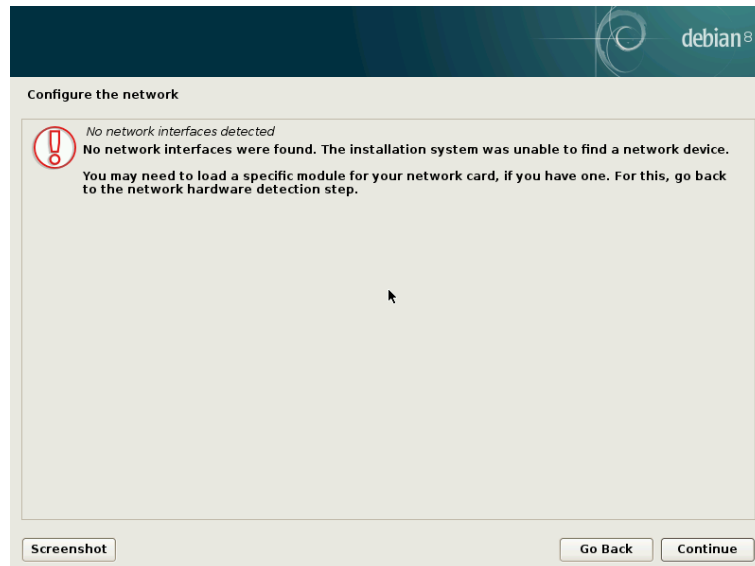 debian 8
Configure the network
No network interfaces detected
No network interfaces were found. The installation system was unable to find a network device.
You may need to load a specific module for your network card, if you have one. For this, go back
to the network hardware detection step.
Screenshot
Go Back
Continue